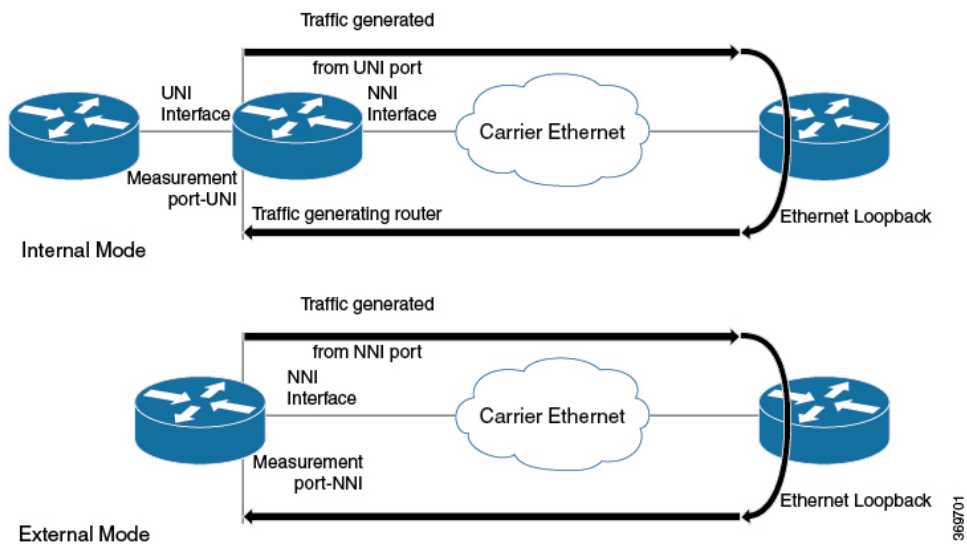 Traffic generated
from UNI port
UNI
Interface
NNI
Interface
Carrier Ethernet
Measurement
port-UNI
Traffic generating router
Ethernet Loopback
Internal Mode
Traffic generated
from NNI port
NNI
Interface
Carrier Ethernet
Measurement
port-NNI
Ethernet Loopback
External Mode
369701